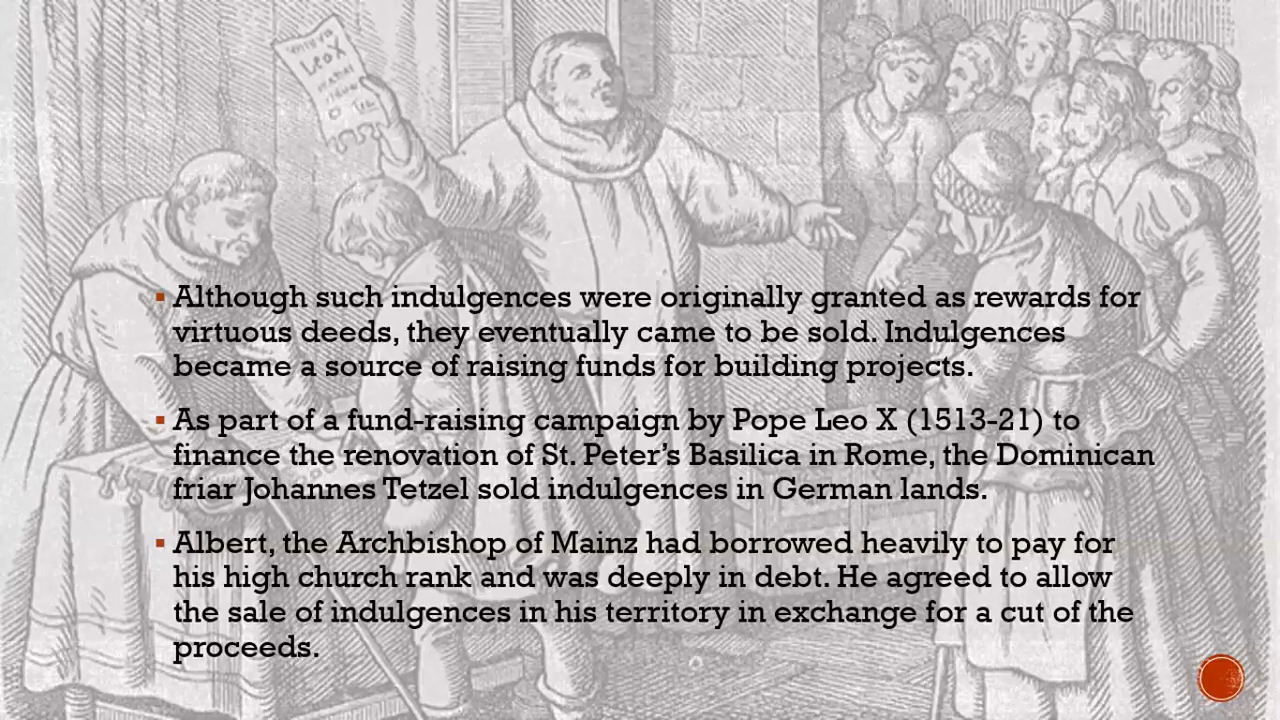 Leo X
▪ Although such indulgences were originally granted as rewards for
virtuous deeds, they eventually came to be sold. Indulgences
became a source of raising funds for building projects.
▪ As part of a fund-raising campaign by Pope Leo X (1513-21) to
finance the renovation of St. Peter’s Basilica in Rome, the Dominican
friar Johannes Tetzel sold indulgences in German lands.
▪ Albert, the Archbishop of Mainz had borrowed heavily to pay for
his high church rank and was deeply in debt. He agreed to allow
the sale of indulgences in his territory in exchange for a cut of the
proceeds.